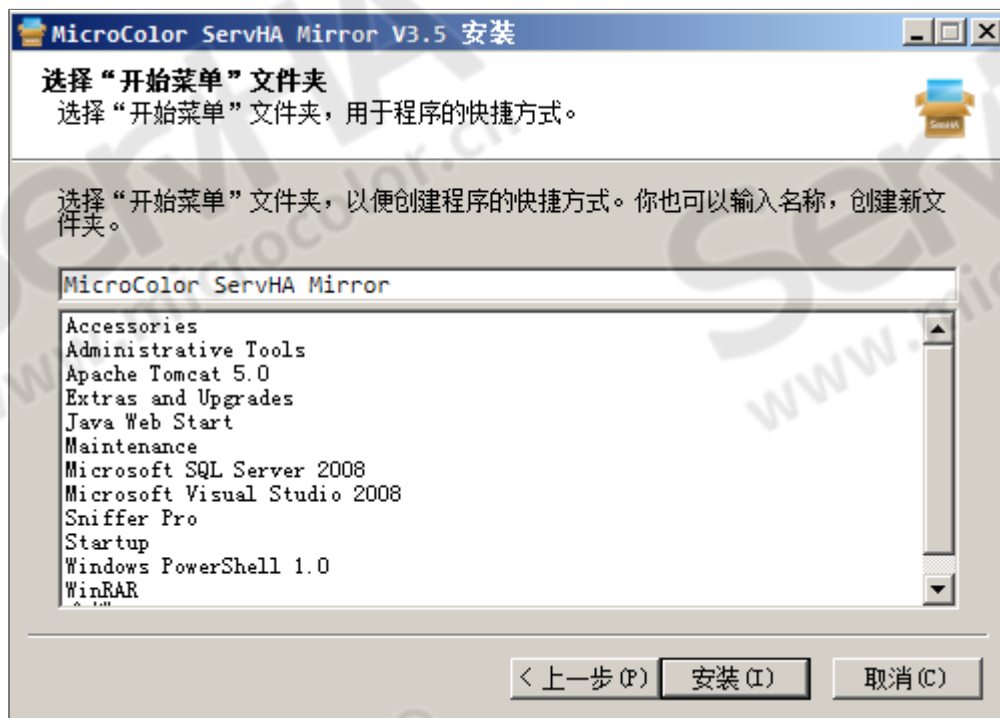 MicroColor ServHA Mirror V3.5 安装
选择“开始菜单”文件夹
选择“开始菜单”文件夹，用于程序的快捷方式。
ServHA
选择“开始菜单”文件夹，以便创建程序的快捷方式。你也可以输入名称，创建新文
件夹。
MicroColor ServHA Mirror
Accessories
Administrative Tools
Apache Tomcat 5.0
Extras and Upgrades
Java Web Start
Maintenance
Microsoft SQL Server 2008
Microsoft Visual Studio 2008
Sniffer Pro
Startup
Windows PowerShell 1.0
WinRAR
< 上一步(P)
安装(I)
取消(C)
ServHA
www.microcolor.cn